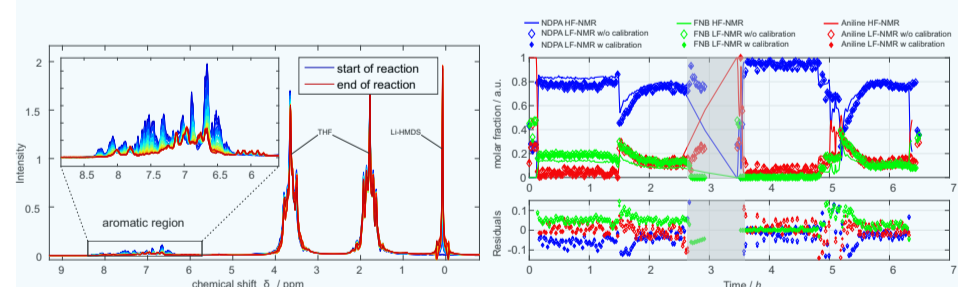 NDPA HF-NMR
NDPA LF-NMR w/o calibration
NDPA LF-NMR w calibration
FNB HF-NMR
FNB LF-NMR w/o calibration
FNB LF-NMR w calibration
Aniline HF-NMR
Aniline LF-NMR w/o calibration
Aniline LF-NMR w calibration
2
1.5
1
0.5
0
Intensity
start of reaction
end of reaction
THF
Li-HMDS
8.5 8 7.5 7 6.5 6
aromatic region
9 8 7 6 5 4 3 2 1 0
chemical shift δ / ppm
1
0.8
0.6
0.4
0.2
0
molar fraction / a.u.
0 1 2 3 4 5 6 7
0.1
0
-0.1
Residuals
0 1 2 3 4 5 6 7
Time / h